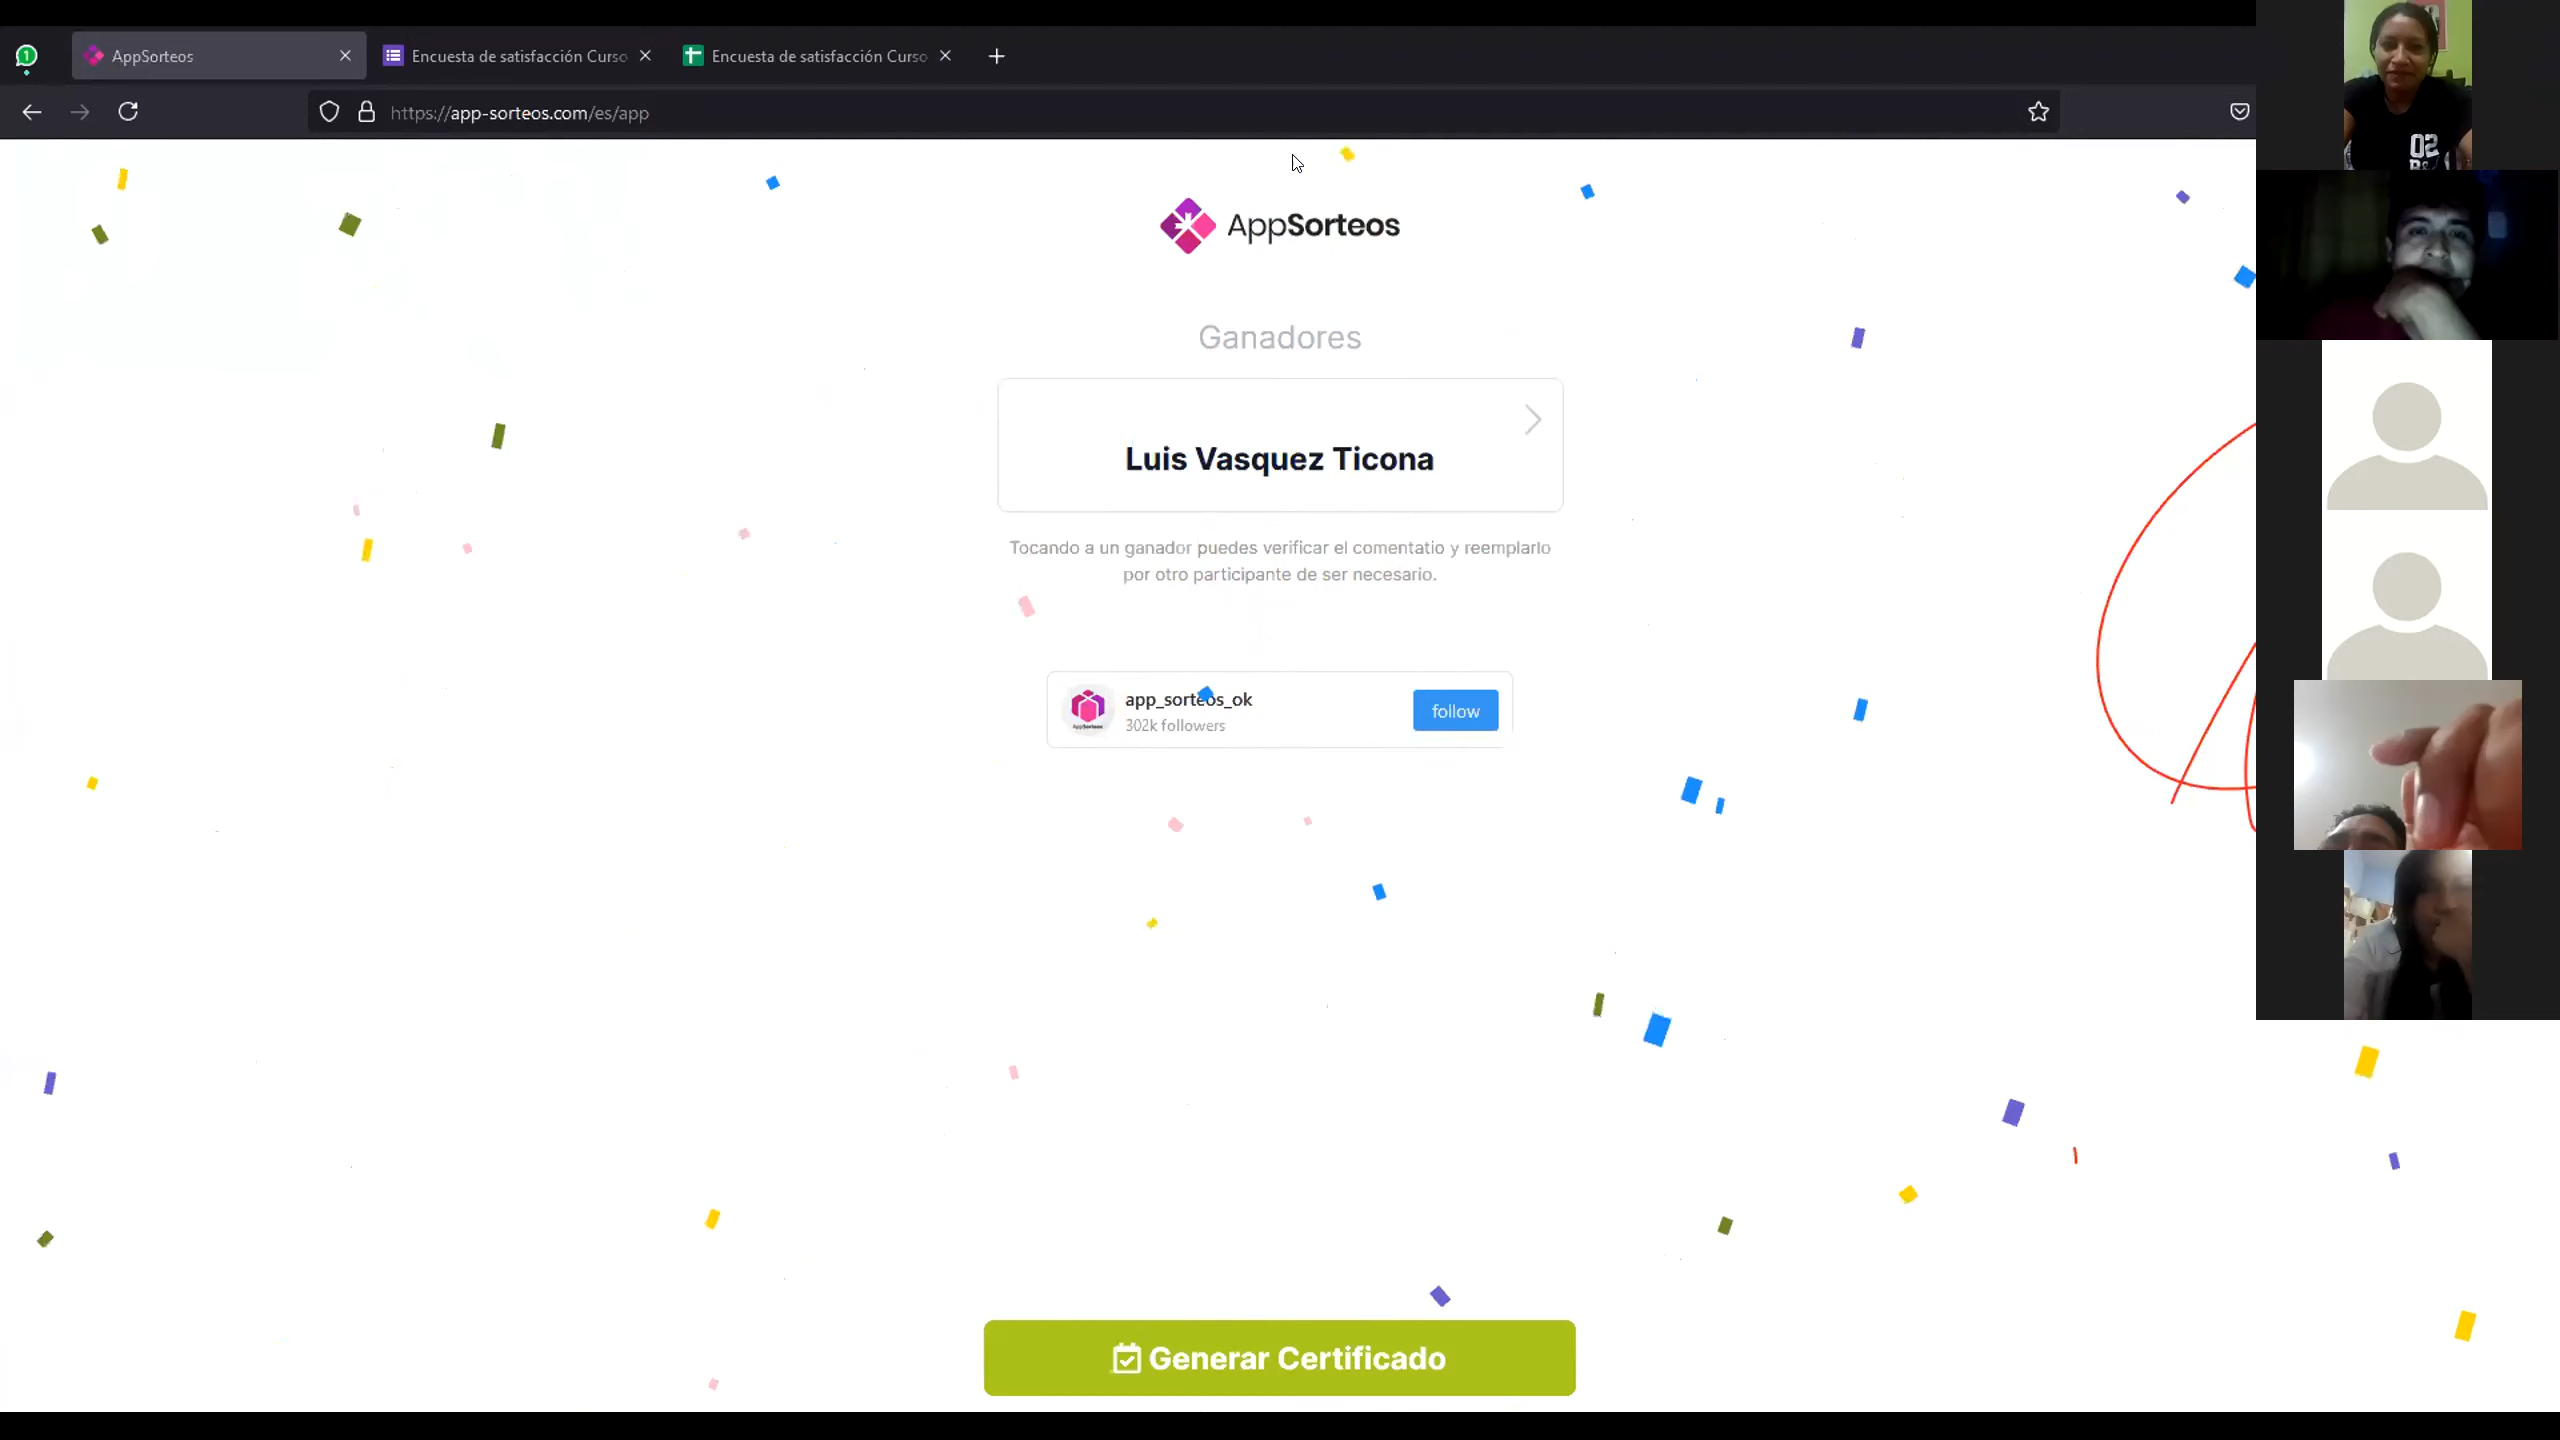 1
AppSorteos
Encuesta de satisfacción Curso
Encuesta de satisfacción Curso
https://app-sorteos.com/es/app
AppSorteos
Ganadores
Luis Vasquez Ticona
Tocando a un ganador puedes verificar el comentatio y reemplarlo
por otro participante de ser necesario.
app_sorteos_ok
302k followers
follow
Generar Certificado
02